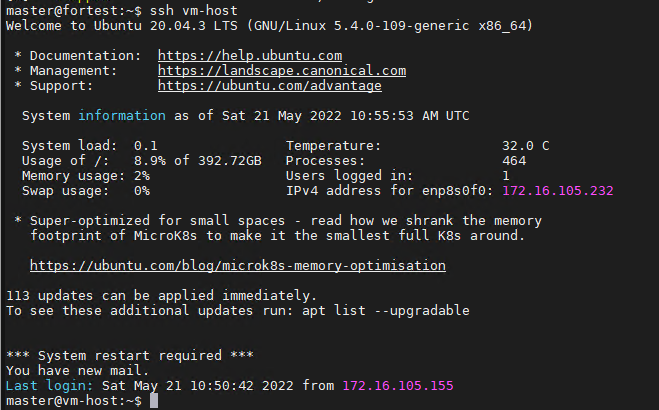 master@fortest:~$ ssh vm-host
Welcome to Ubuntu 20.04.3 LTS (GNU/Linux 5.4.0-109-generic x86_64)
* Documentation: https://help.ubuntu.com
* Management: https://landscape.canonical.com
* Support: https://ubuntu.com/advantage
System information as of Sat 21 May 2022 10:55:53 AM UTC
System load: 0.1 Temperature: 32.0 C
Usage of /: 8.9% of 392.72GB Processes: 464
Memory usage: 2% Users logged in: 1
Swap usage: 0% IPv4 address for enp8s0f0: 172.16.105.232
* Super-optimized for small spaces - read how we shrank the memory
footprint of MicroK8s to make it the smallest full K8s around.
https://ubuntu.com/blog/microk8s-memory-optimisation
113 updates can be applied immediately.
To see these additional updates run: apt list --upgradable
*** System restart required ***
You have new mail.
Last login: Sat May 21 10:50:42 2022 from 172.16.105.155
master@vm-host:~$